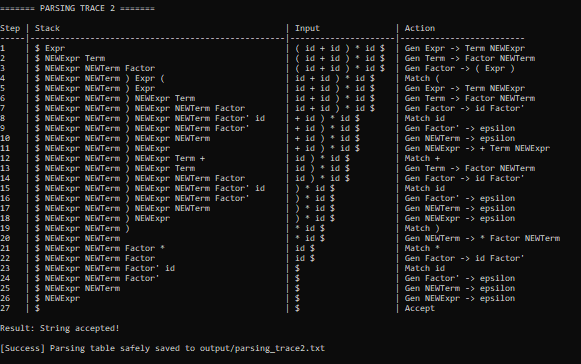 ======= PARSING TRACE 2 =======
Step | Stack | Input | Action
1 | $ Expr | ( id + id ) * id $ | Gen Expr -> Term NEWExpr
2 | $ NEWExpr Term | ( id + id ) * id $ | Gen Term -> Factor NEWTerm
3 | $ NEWExpr NEWTerm Factor | ( id + id ) * id $ | Gen Factor -> ( Expr )
4 | $ NEWExpr NEWTerm ) Expr ( | id + id ) * id $ | Match (
5 | $ NEWExpr NEWTerm ) Expr | id + id ) * id $ | Gen Expr -> Term NEWExpr
6 | $ NEWExpr NEWTerm ) NEWExpr Term | id + id ) * id $ | Gen Term -> Factor NEWTerm
7 | $ NEWExpr NEWTerm ) NEWExpr NEWTerm Factor | id + id ) * id $ | Gen Factor -> id Factor'
8 | $ NEWExpr NEWTerm ) NEWExpr NEWTerm Factor' id | + id ) * id $ | Match id
9 | $ NEWExpr NEWTerm ) NEWExpr NEWTerm Factor' | + id ) * id $ | Gen Factor' -> epsilon
10 | $ NEWExpr NEWTerm ) NEWExpr NEWTerm | + id ) * id $ | Gen NEWTerm -> epsilon
11 | $ NEWExpr NEWTerm ) NEWExpr | + id ) * id $ | Gen NEWExpr -> + Term NEWExpr
12 | $ NEWExpr NEWTerm ) NEWExpr Term + | id ) * id $ | Match +
13 | $ NEWExpr NEWTerm ) NEWExpr Term | id ) * id $ | Gen Term -> Factor NEWTerm
14 | $ NEWExpr NEWTerm ) NEWExpr NEWTerm Factor | id ) * id $ | Gen Factor -> id Factor'
15 | $ NEWExpr NEWTerm ) NEWExpr NEWTerm Factor' id | ) * id $ | Match id
16 | $ NEWExpr NEWTerm ) NEWExpr NEWTerm Factor' | ) * id $ | Gen Factor' -> epsilon
17 | $ NEWExpr NEWTerm ) NEWExpr NEWTerm | ) * id $ | Gen NEWTerm -> epsilon
18 | $ NEWExpr NEWTerm ) NEWExpr | ) * id $ | Gen NEWExpr -> epsilon
19 | $ NEWExpr NEWTerm ) | * id $ | Match )
20 | $ NEWExpr NEWTerm | * id $ | Gen NEWTerm -> * Factor NEWTerm
21 | $ NEWExpr NEWTerm Factor * | id $ | Match *
22 | $ NEWExpr NEWTerm Factor | id $ | Gen Factor -> id Factor'
23 | $ NEWExpr NEWTerm Factor' id | $ | Match id
24 | $ NEWExpr NEWTerm Factor' | $ | Gen Factor' -> epsilon
25 | $ NEWExpr NEWTerm | $ | Gen NEWTerm -> epsilon
26 | $ NEWExpr | $ | Gen NEWExpr -> epsilon
27 | $ | $ | Accept
Result: String accepted!
[Success] Parsing table safely saved to output/parsing_trace2.txt